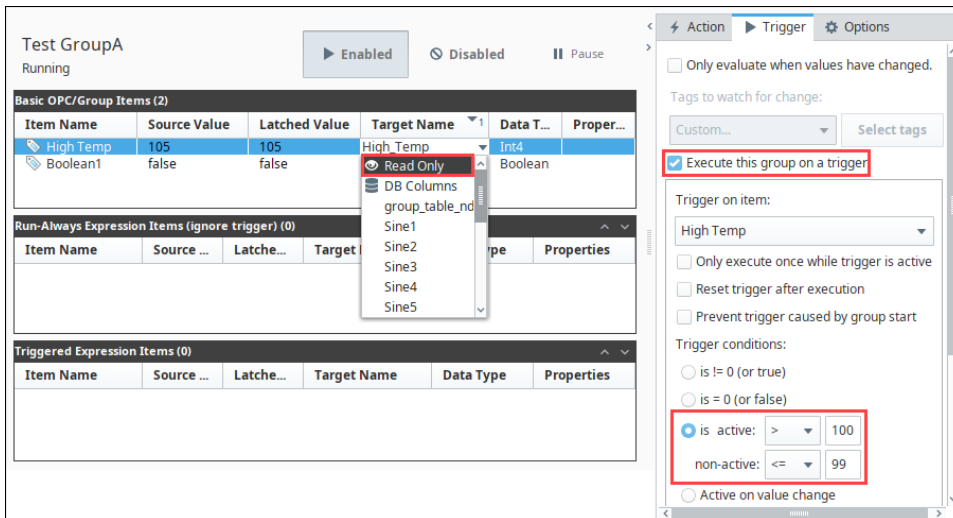 Test GroupA
Running
Enabled
Disabled
Pause
Basic OPC/Group Items (2)
Item Name Source Value Latched Value Target Name 1 Data T... Proper...
High Temp 105 105 High_Temp Int4
Boolean1 false false Boolean
Read Only
DB Columns
group_table_nd
Sine1
Sine2
Sine3
Sine4
Sine5
Run-Always Expression Items (ignore trigger) (0)
Item Name Source ... Latche... Target ype Properties
Triggered Expression Items (0)
Item Name Source ... Latche... Target Name Data Type Properties
Action Trigger Options
Only evaluate when values have changed.
Tags to watch for change:
Custom... Select tags
Execute this group on a trigger
Trigger on item:
High Temp
Only execute once while trigger is active
Reset trigger after execution
Prevent trigger caused by group start
Trigger conditions:
is != 0 (or true)
is = 0 (or false)
is active: > 100
non-active: <= 99
Active on value change